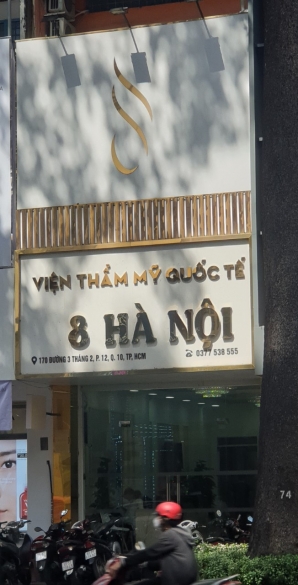 VIỆN THẨM MỸ QUỐC TẾ
8 HÀ NỘI
170 ĐƯỜNG 3 THÁNG 2, P. 12, Q. 10, TP, HCM
0377 538 555
74